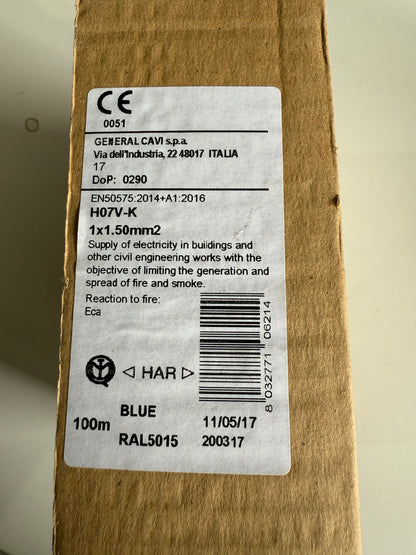 CE
0051
GENERAL CAVI s.p.a.
Via dell'Industria, 22 48017 ITALIA
17
DoP: 0290
EN50575:2014+A1:2016
H07V-K
1x1.50mm2
Supply of electricity in buildings and
other civil engineering works with the
objective of limiting the generation and
spread of fire and smoke.
Reaction to fire:
Eca
8 032771 06214
◁ HAR ▷
100m BLUE 11/05/17
RAL5015 200317